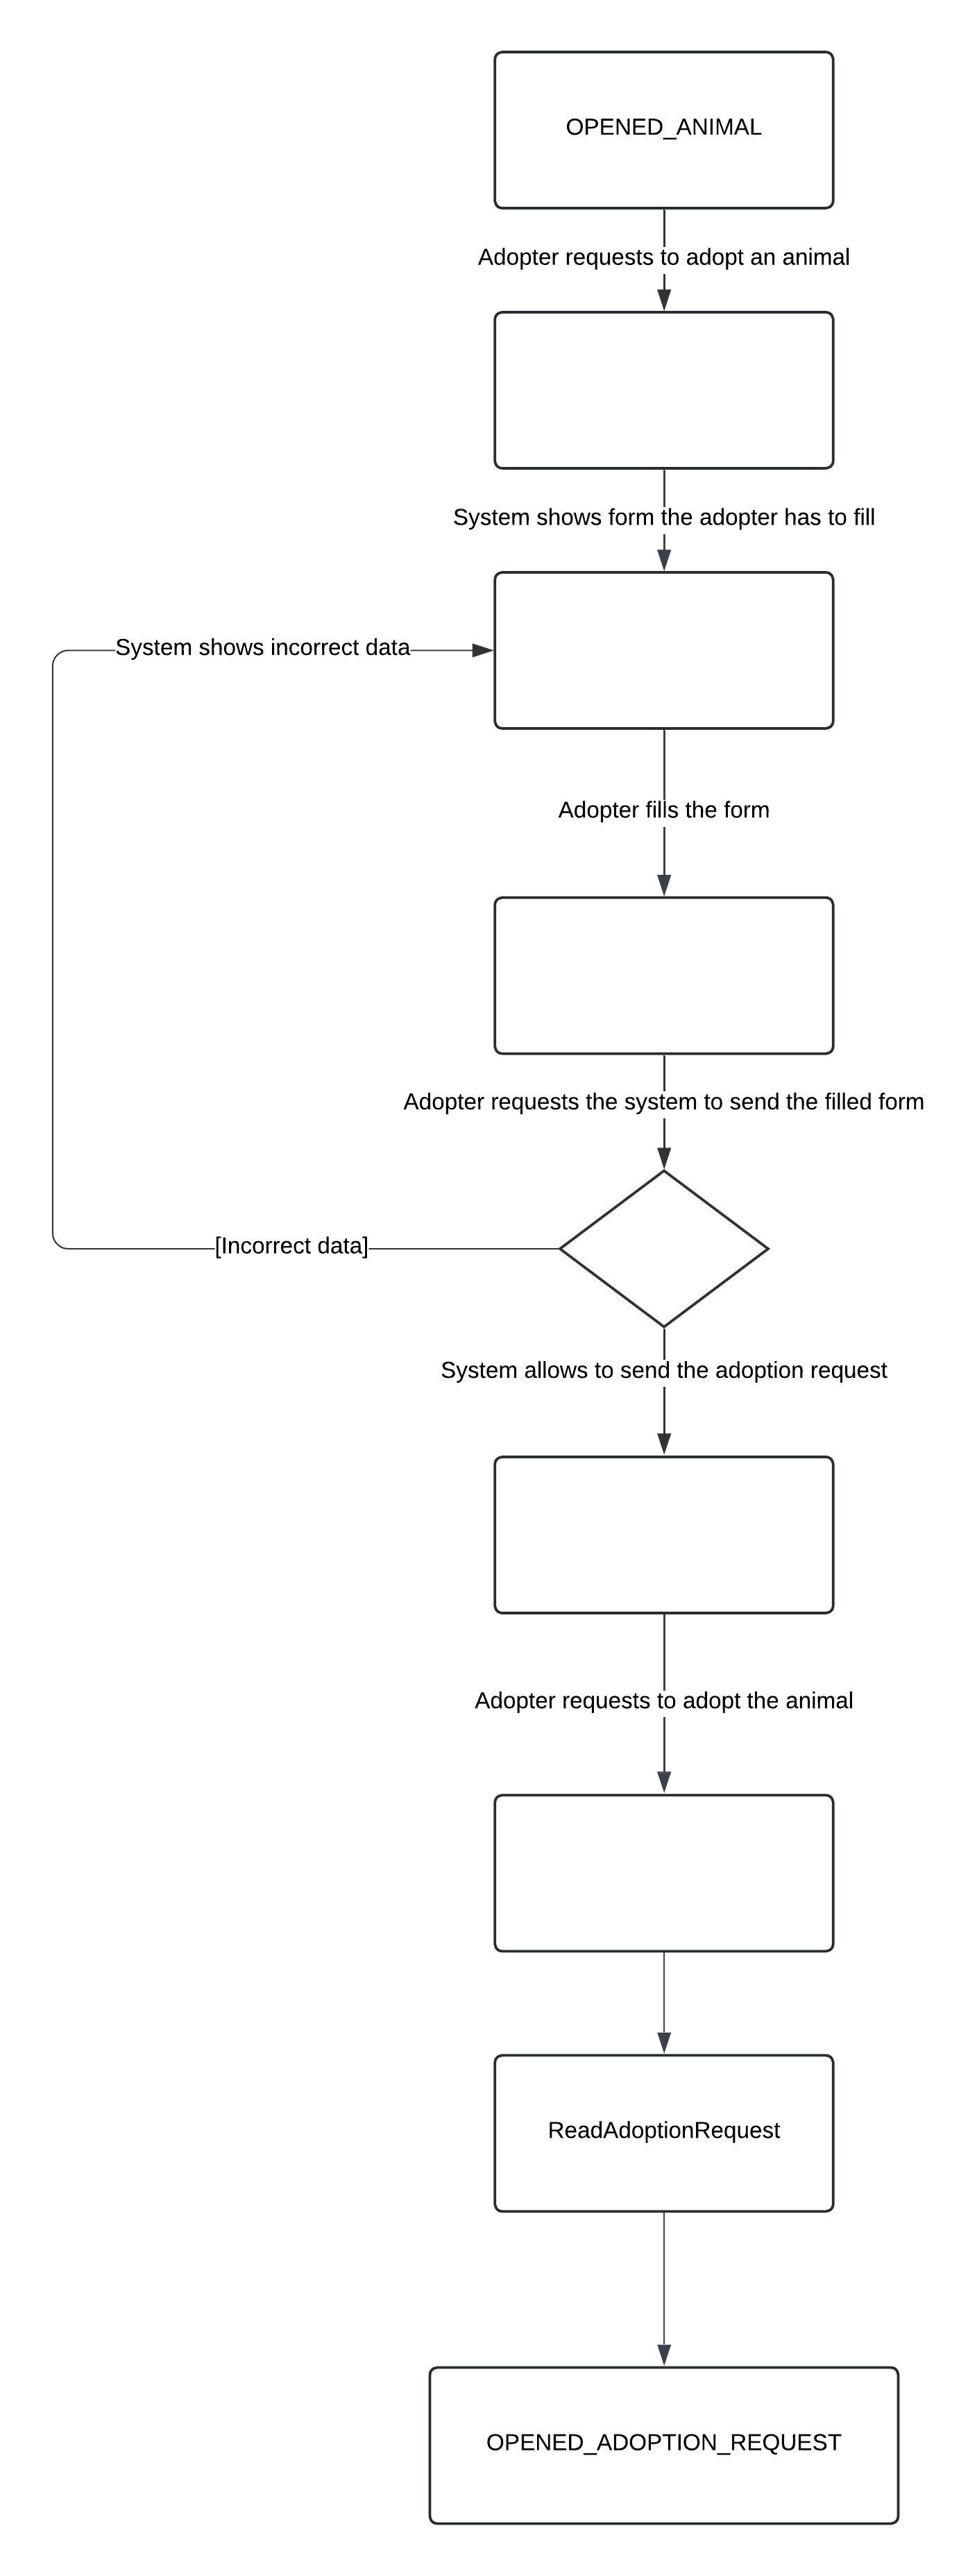 OPENED_ANIMAL
Adopter requests to adopt an animal
System shows form the adopter has to fill
System shows incorrect data
Adopter fills the form
Adopter requests the system to send the filled form
[Incorrect data]
System allows to send the adoption request
Adopter requests to adopt the animal
ReadAdoptionRequest
OPENED_ADOPTION_REQUEST